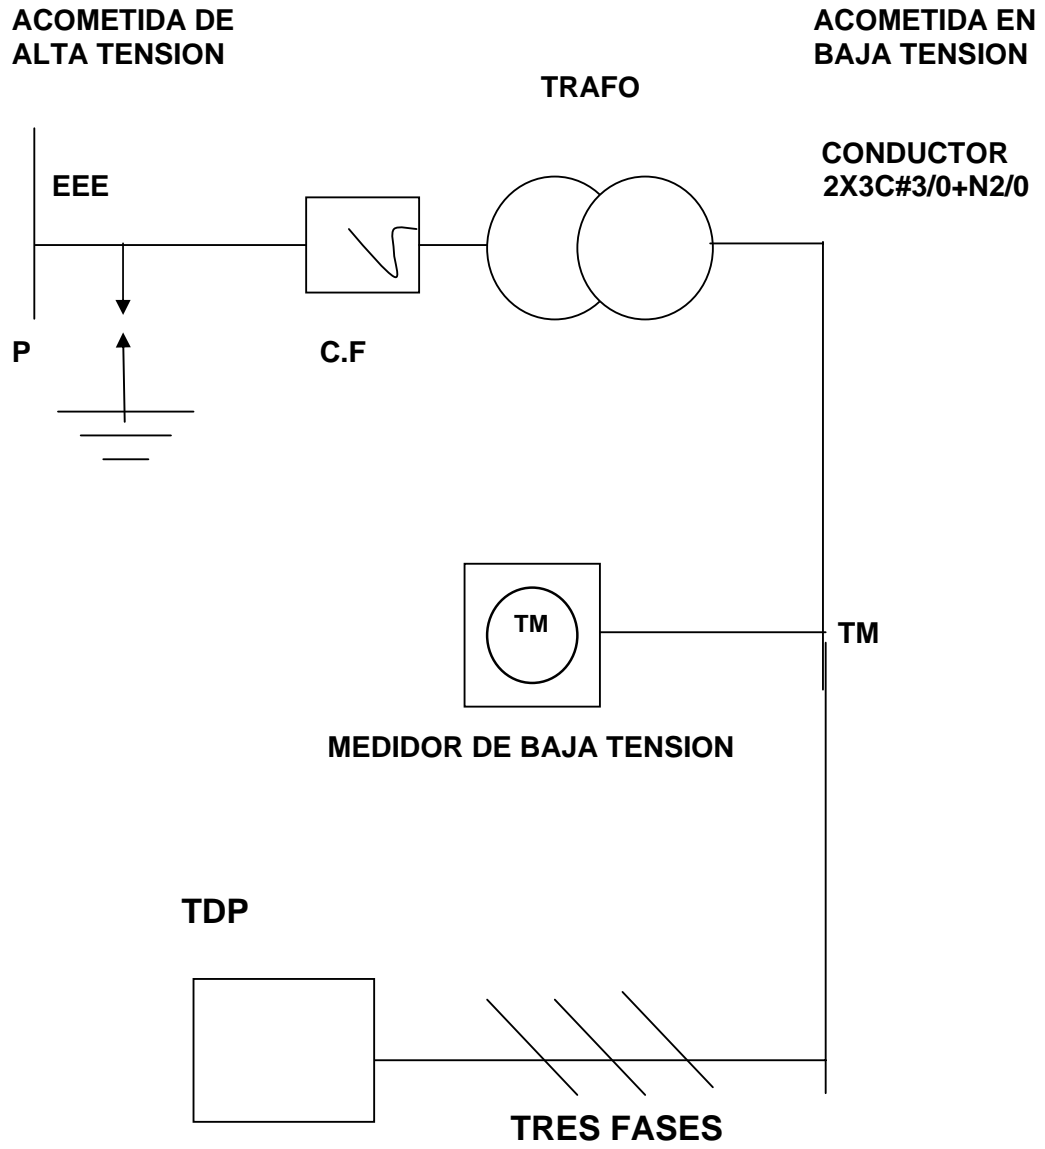 ACOMETIDA DE
ALTA TENSION
ACOMETIDA EN
BAJA TENSION
TRAFO
CONDUCTOR
2X3C#3/0+N2/0
EEE
P
C.F
TM
TM
MEDIDOR DE BAJA TENSION
TDP
TRES FASES